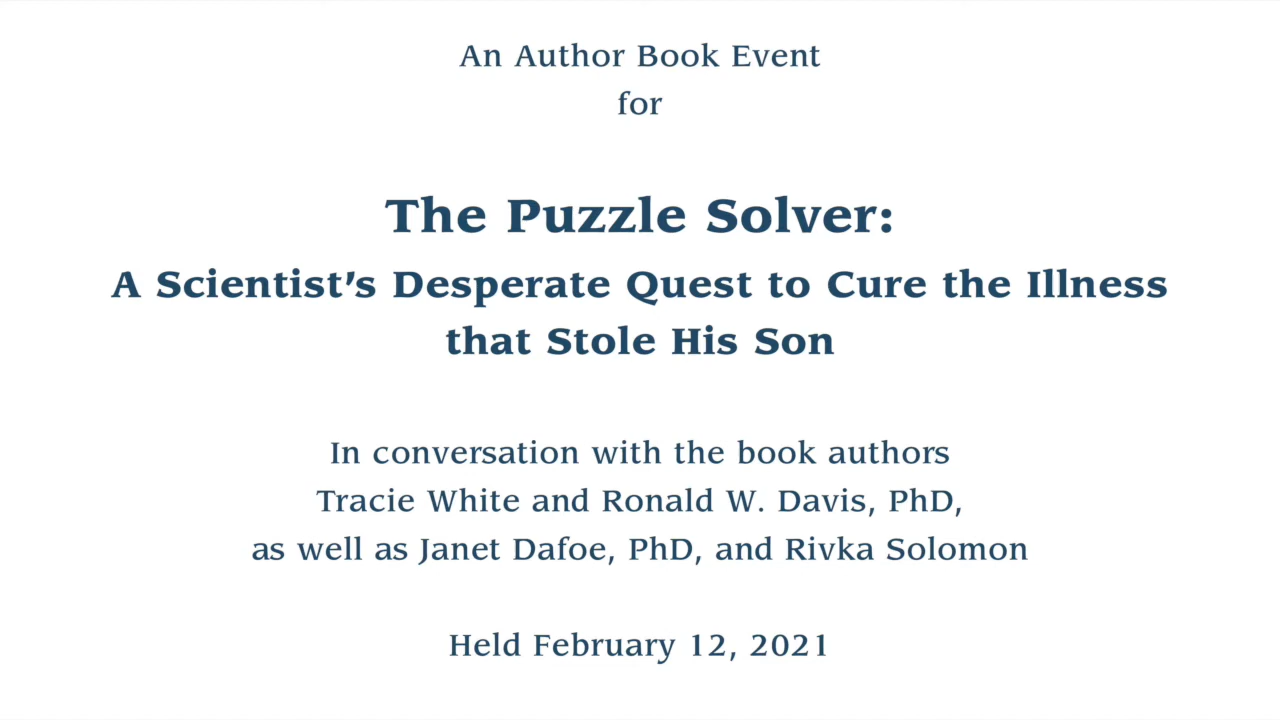 An Author Book Event
for
The Puzzle Solver:
A Scientist’s Desperate Quest to Cure the Illness
that Stole His Son
In conversation with the book authors
Tracie White and Ronald W. Davis, PhD,
as well as Janet Dafoe, PhD, and Rivka Solomon
Held February 12, 2021